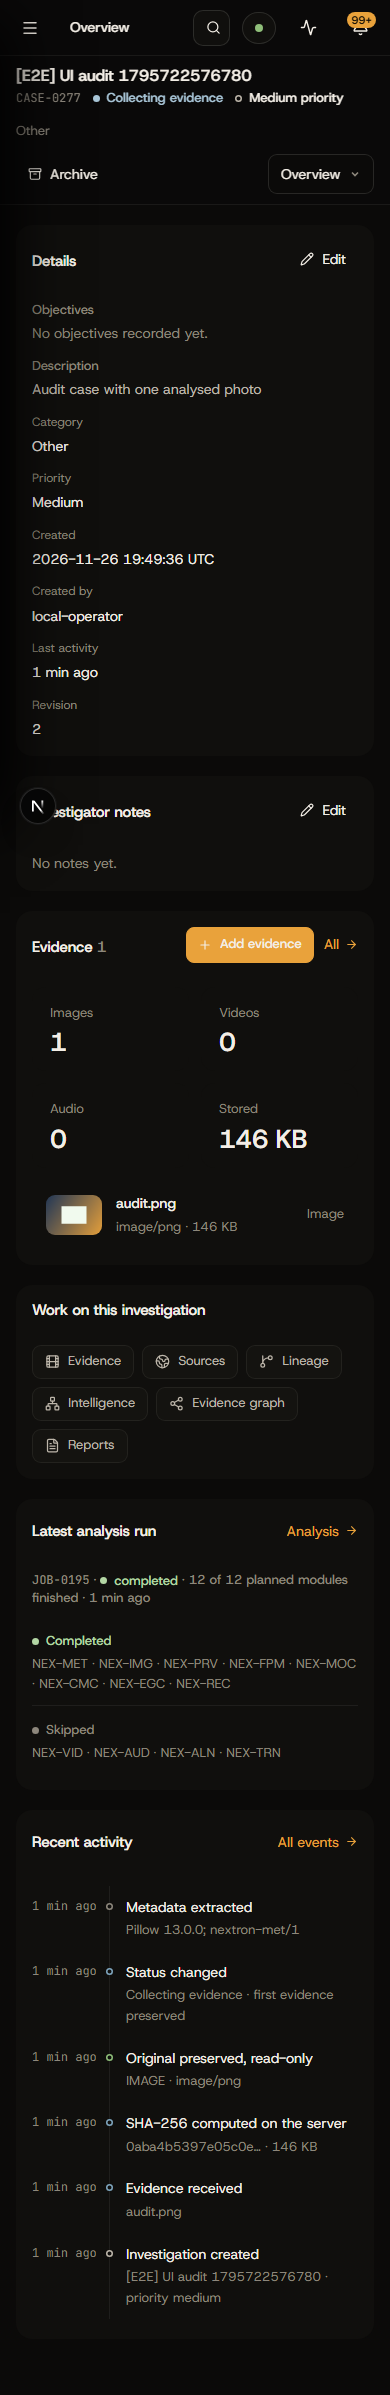 Overview
99+
[E2E] UI audit 1795722576780
CASE-0277 Collecting evidence Medium priority
Other
Archive Overview
Details Edit
Objectives
No objectives recorded yet.
Description
Audit case with one analysed photo
Category
Other
Priority
Medium
Created
2026-11-26 19:49:36 UTC
Created by
local-operator
Last activity
1 min ago
Revision
2
N
estigator notes Edit
No notes yet.
Evidence 1 + Add evidence All →
Images Videos
1 0
Audio Stored
0 146 KB
audit.png
image/png · 146 KB Image
Work on this investigation
Evidence Sources Lineage
Intelligence Evidence graph
Reports
Latest analysis run Analysis →
JOB-0195 · completed · 12 of 12 planned modules
finished · 1 min ago
Completed
NEX-MET · NEX-IMG · NEX-PRV · NEX-FPM · NEX-MOC
· NEX-CMC · NEX-EGC · NEX-REC
Skipped
NEX-VID · NEX-AUD · NEX-ALN · NEX-TRN
Recent activity All events →
1 min ago Metadata extracted
Pillow 13.0.0; nextron-met/1
1 min ago Status changed
Collecting evidence · first evidence
preserved
1 min ago Original preserved, read-only
IMAGE · image/png
1 min ago SHA-256 computed on the server
0aba4b5397e05c0e… · 146 KB
1 min ago Evidence received
audit.png
1 min ago Investigation created
[E2E] UI audit 1795722576780 ·
priority medium